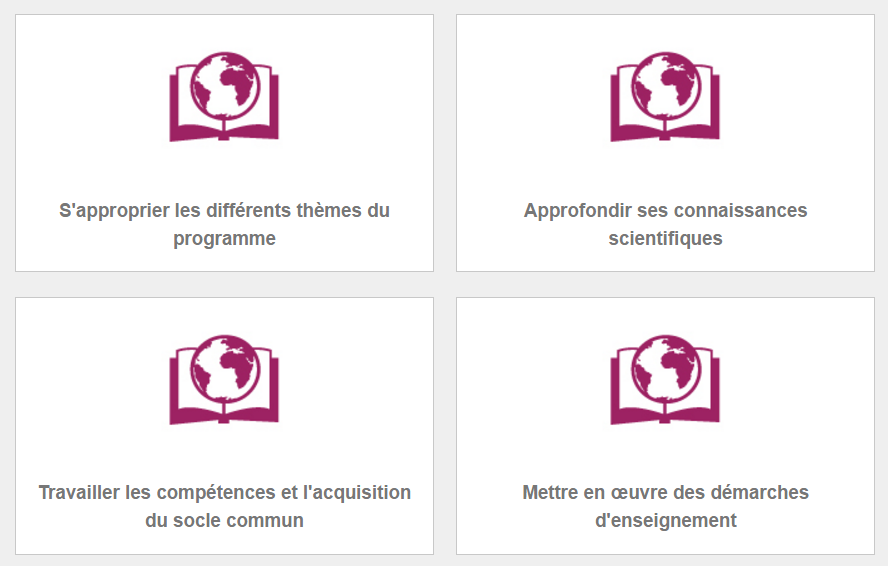 S'approprier les différents thèmes du
programme
Approfondir ses connaissances
scientifiques
Travailler les compétences et l'acquisition
du socle commun
Mettre en œuvre des démarches
d'enseignement